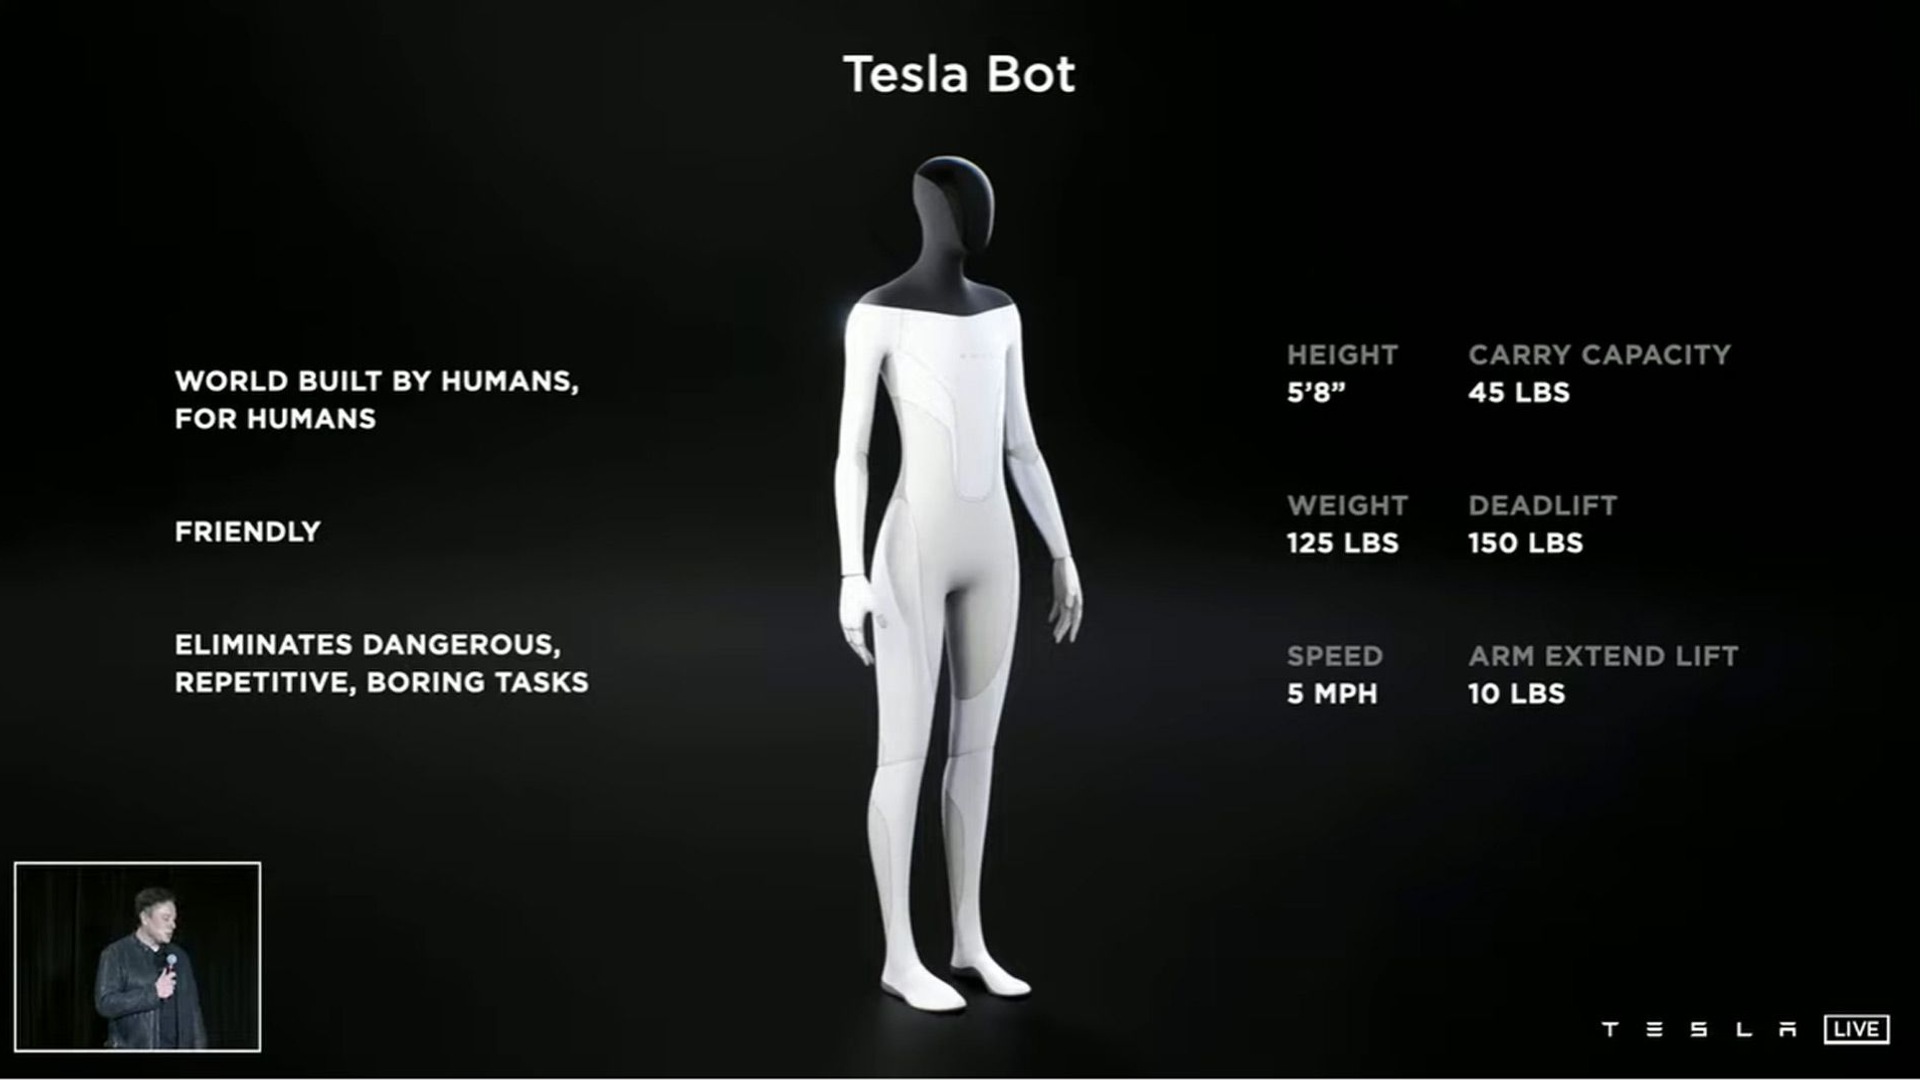 Tesla Bot
WORLD BUILT BY HUMANS,
FOR HUMANS
FRIENDLY
ELIMINATES DANGEROUS,
REPETITIVE, BORING TASKS
HEIGHT
5’8”
CARRY CAPACITY
45 LBS
WEIGHT
125 LBS
DEADLIFT
150 LBS
SPEED
5 MPH
ARM EXTEND LIFT
10 LBS
TESLA LIVE